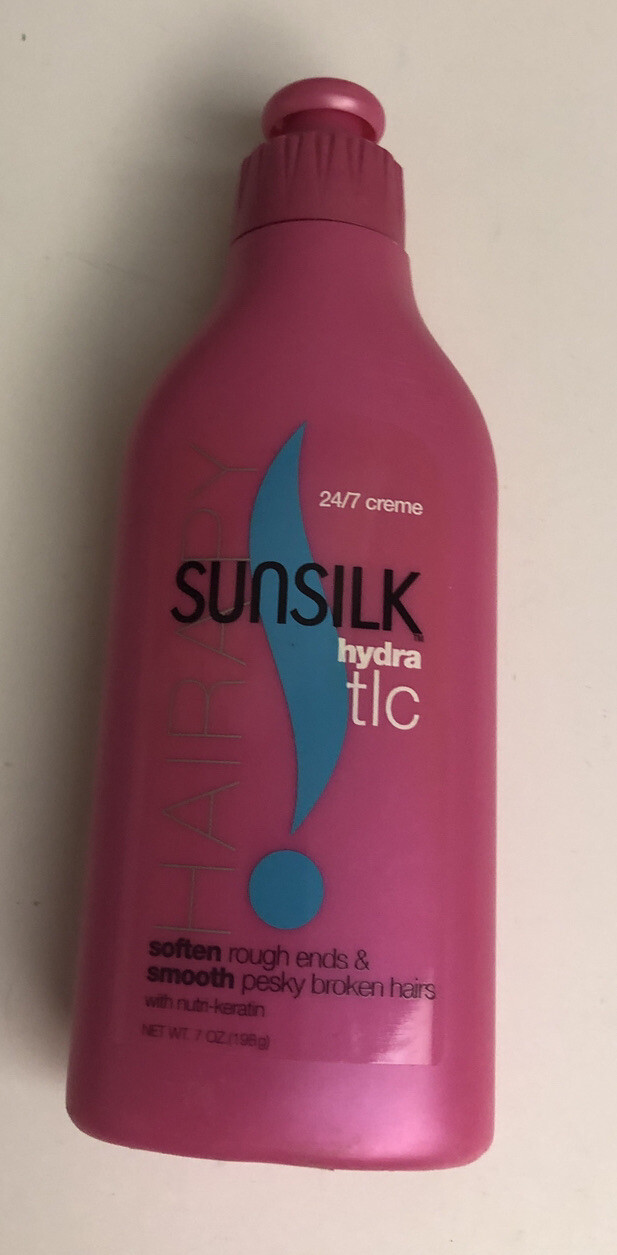 24/7 creme
SUNSILK™
hydra
tlc
HAIRAPY
soften rough ends &
smooth pesky broken hairs
with nutri-keratin
NET WT. 7 OZ.(198g)